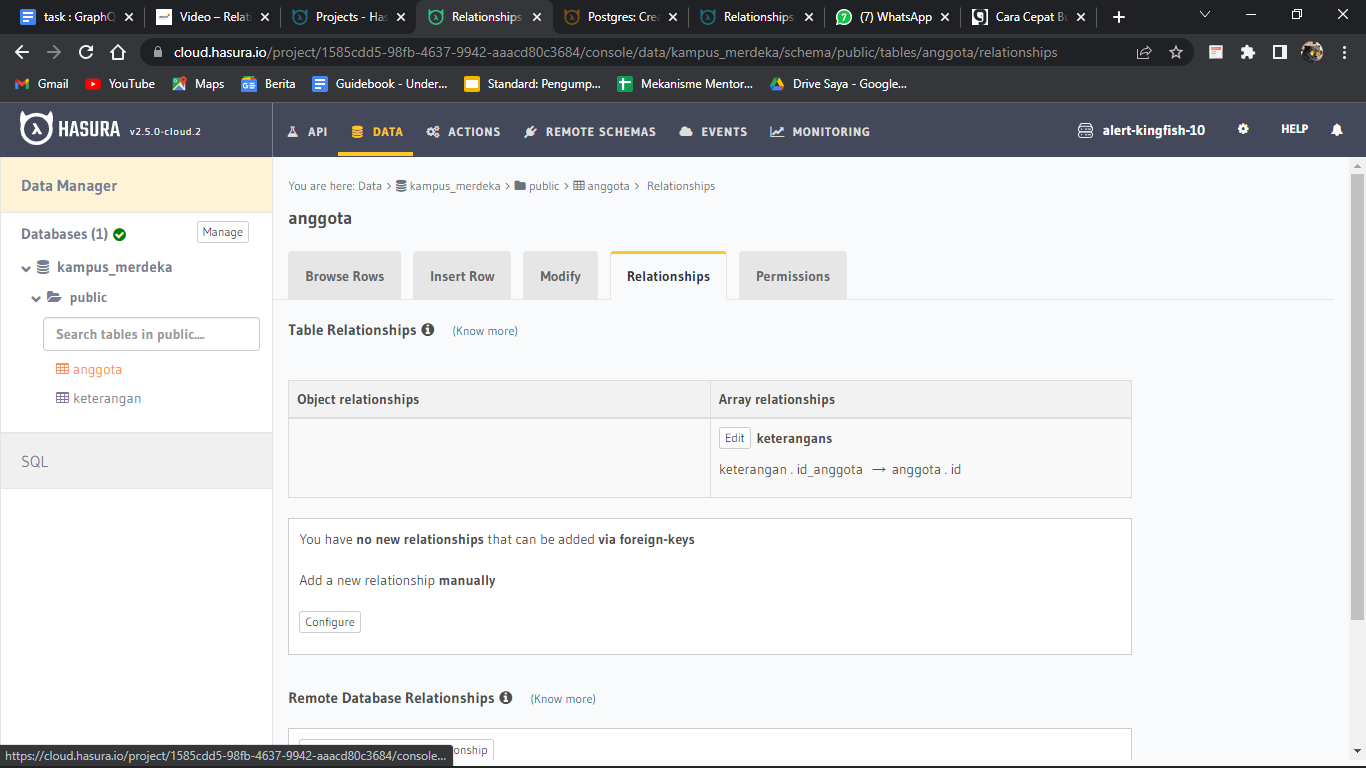 task : GraphQ
Video – Relati
Projects - Has
Relationships
Postgres: Crea
Relationships
(7) WhatsApp
Cara Cepat Bu
cloud.hasura.io/project/1585cdd5-98fb-4637-9942-aaacd80c3684/console/data/kampus_merdeka/schema/public/tables/anggota/relationships
Gmail
YouTube
Maps
Berita
Guidebook - Under...
Standard: Pengump...
Mekanisme Mentor...
Drive Saya - Google...
HASURA v2.5.0-cloud.2
API
DATA
ACTIONS
REMOTE SCHEMAS
EVENTS
MONITORING
alert-kingfish-10
HELP
Data Manager
Databases (1)
Manage
kampus_merdeka
public
Search tables in public....
anggota
keterangan
SQL
You are here: Data > kampus_merdeka > public > anggota > Relationships
anggota
Browse Rows
Insert Row
Modify
Relationships
Permissions
Table Relationships (Know more)
Object relationships
Array relationships
Edit keterangans
keterangan . id_anggota → anggota . id
You have no new relationships that can be added via foreign-keys
Add a new relationship manually
Configure
Remote Database Relationships (Know more)
onship
https://cloud.hasura.io/project/1585cdd5-98fb-4637-9942-aaacd80c3684/console...